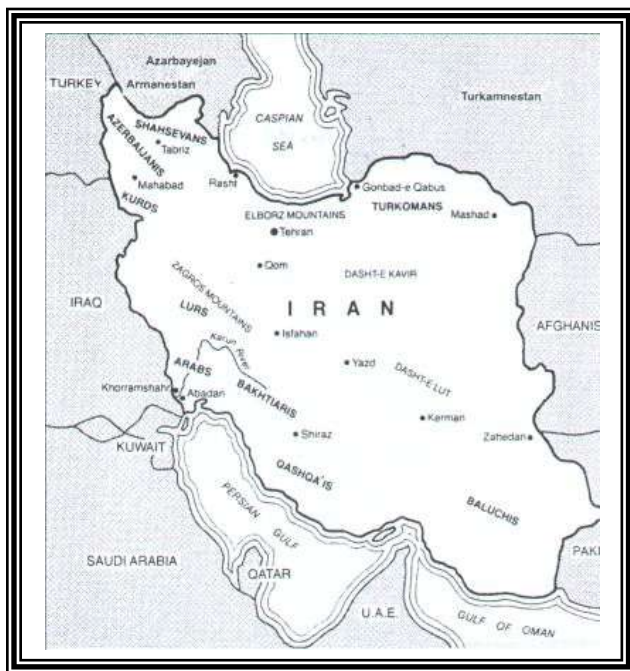 Azarbayejan
TURKEY
Armanestan
Turkamnestan
CASPIAN
SEA
SHAHSEVANS
AZERBAIJANIS
Tabriz
Mahabad
Rasht
KURDS
Gonbad-e Qabus
ELBORZ MOUNTAINS
TURKOMANS
Mashad
Tehran
Qom
DASHT-E KAVIR
ZAGROS MOUNTAINS
IRAQ
IRAN
LURS
AFGHANIS
Isfahan
Karun
River
Yazd
DASHT-E LUT
ARABS
BAKHTIARIS
Khorramshahr
Abadan
Kerman
Shiraz
Zahedan
KUWAIT
QASHQA'IS
PERSIAN
GULF
BALUCHIS
SAUDI ARABIA
QATAR
PAKI
U.A.E.
GULF OF OMAN